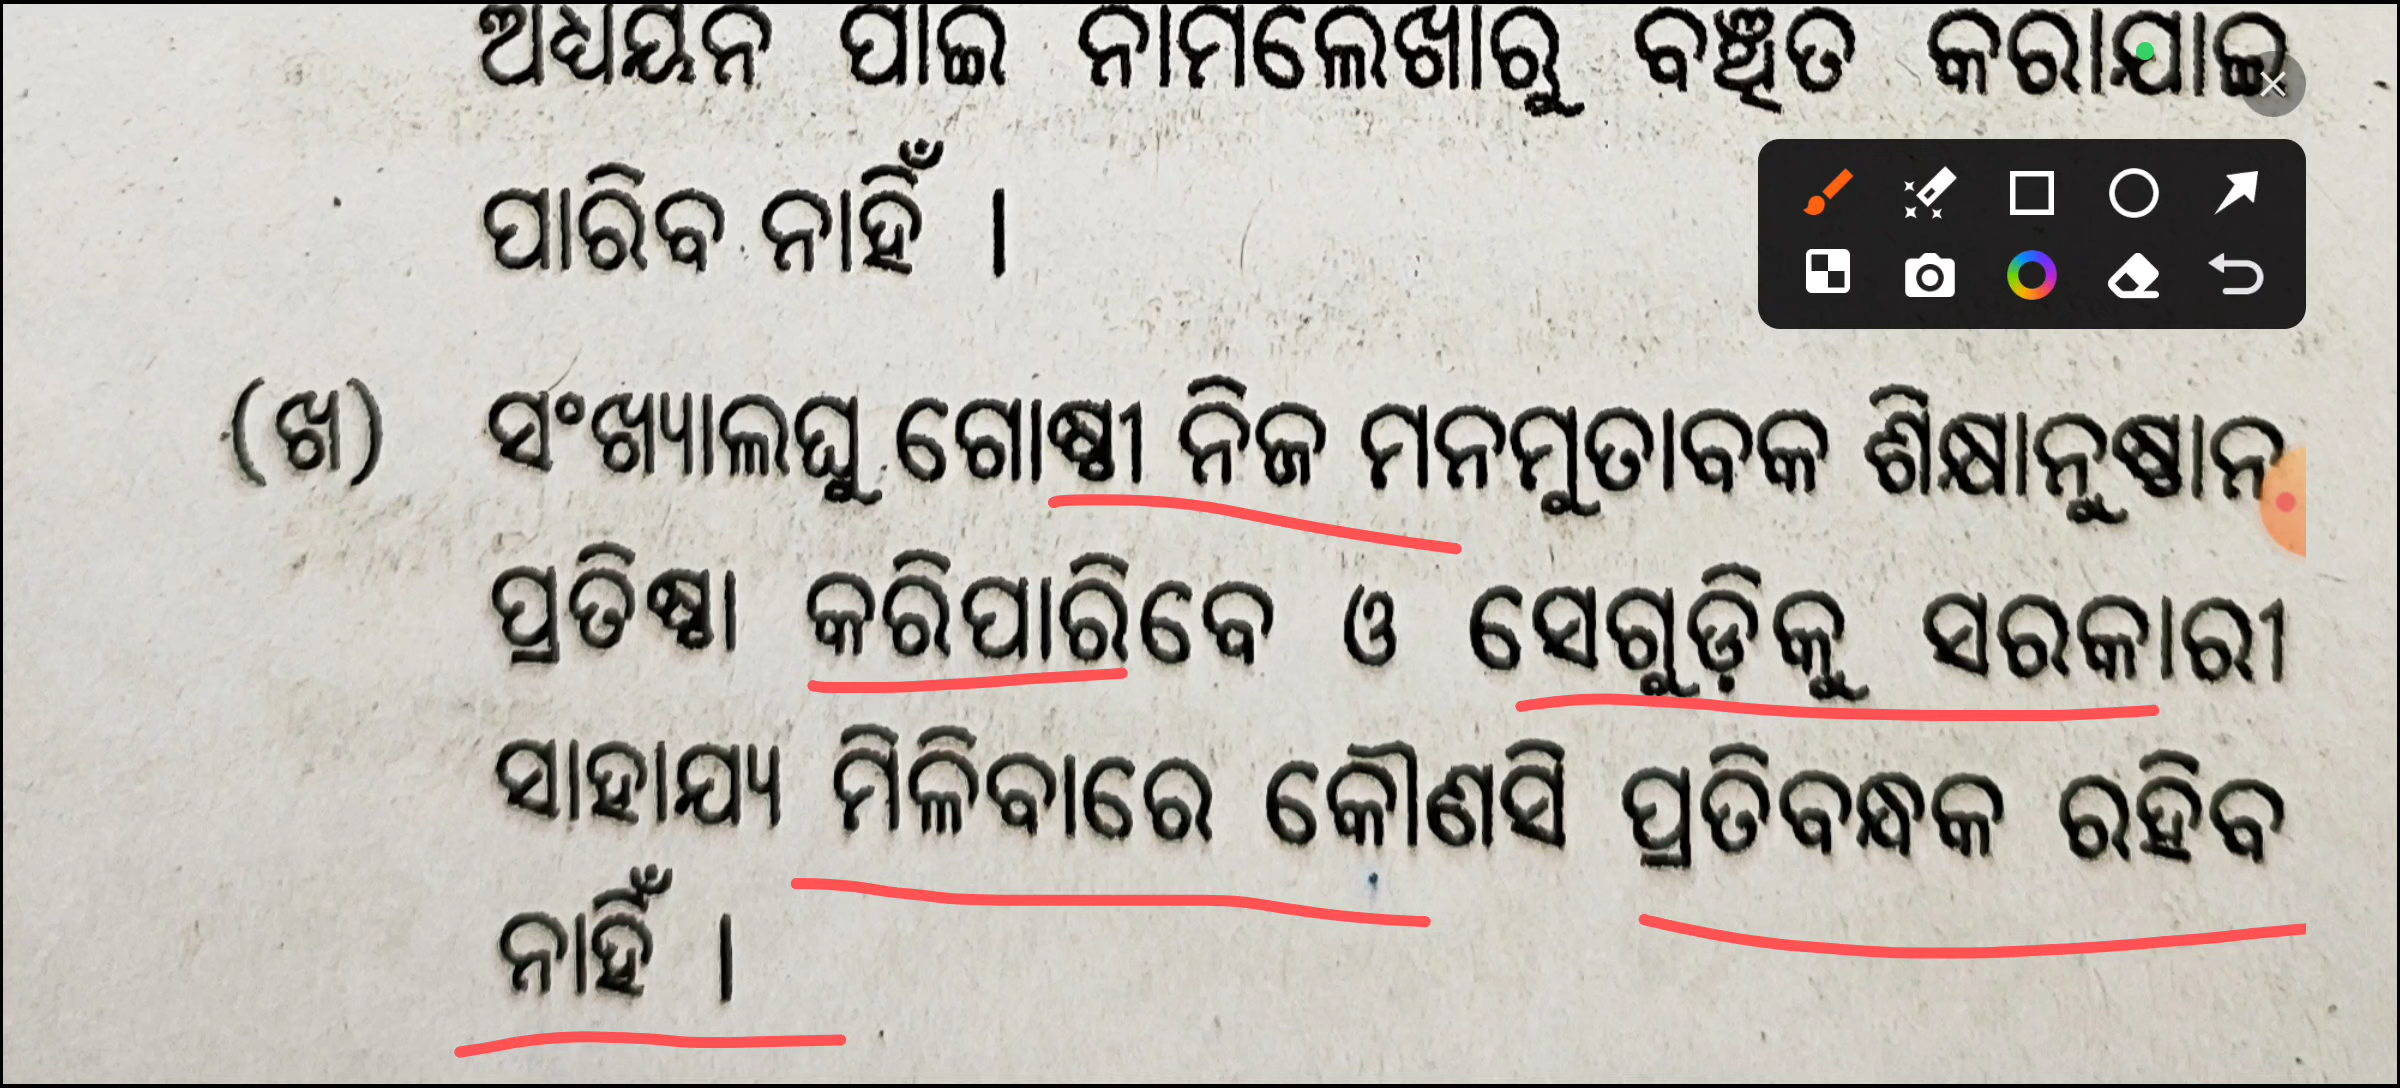 ଅଧ୍ୟୟନ ପାଇଁ ନାମଲେଖାରୁ ବଞ୍ଚିତ କରାଯାଇ
ପାରିବ ନାହିଁ ।
(ଖ) ସଂଖ୍ୟାଲଘୁ ଗୋଷ୍ଠୀ ନିଜ ମନମୁତାବକ ଶିକ୍ଷାନୁଷ୍ଠାନ
ପ୍ରତିଷ୍ଠା କରିପାରିବେ ଓ ସେଗୁଡ଼ିକୁ ସରକାରୀ
ସାହାଯ୍ୟ ମିଳିବାରେ କୌଣସି ପ୍ରତିବନ୍ଧକ ରହିବ
ନାହିଁ ।